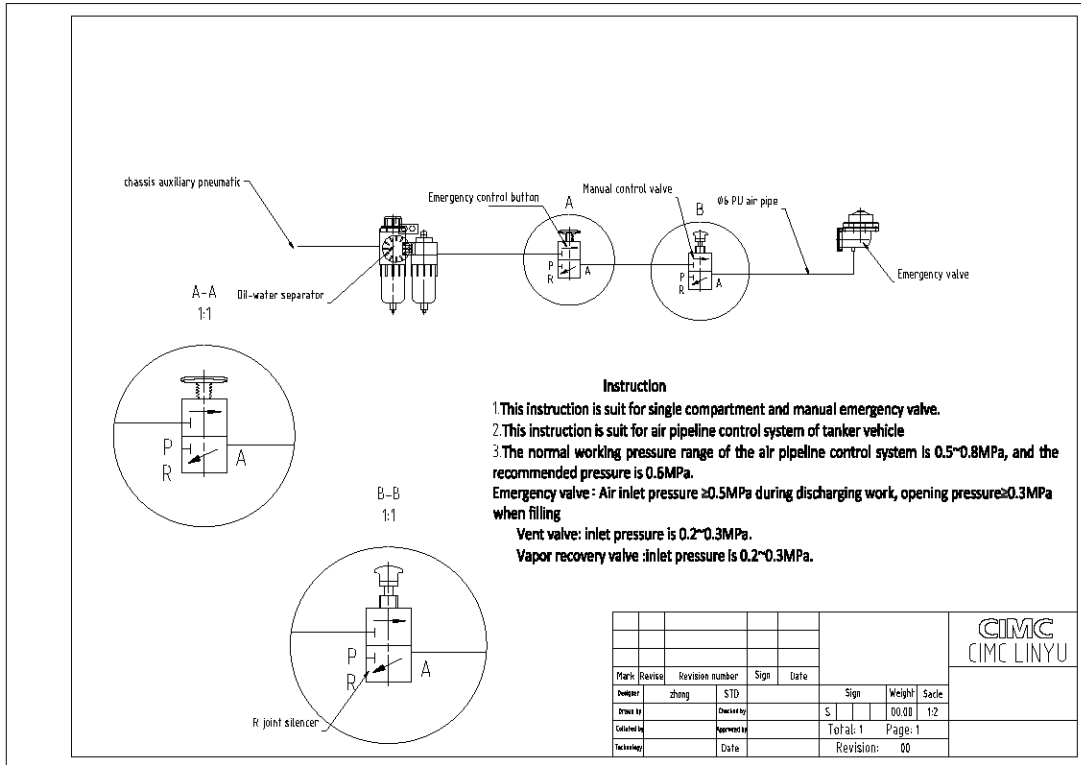 chassis auxiliary pneumatic
Emergency control button
A
Manual control valve
B
Ø6 PU air pipe
Emergency valve
Oil-water separator
P
R
A
P
R
A
A-A
1:1
P
R
A
B-B
1:1
P
R
A
R joint silencer
Instruction
1.This instruction is suit for single compartment and manual emergency valve.
2.This instruction is suit for air pipeline control system of tanker vehicle
3.The normal working pressure range of the air pipeline control system is 0.5~0.8MPa, and the
recommended pressure is 0.6MPa.
Emergency valve: Air inlet pressure ≥0.5MPa during discharging work, opening pressure≥0.3MPa
when filling
Vent valve: inlet pressure is 0.2~0.3MPa.
Vapor recovery valve :inlet pressure is 0.2~0.3MPa.
CIMC
CIMC LINYU
Mark Revise Revision number Sign Date
Designer zhong STD Sign Weight Sacle
Drawn by Checked by S 00.00 1:2
Collated by Approved by Total: 1 Page: 1
Technology Date Revision: 00